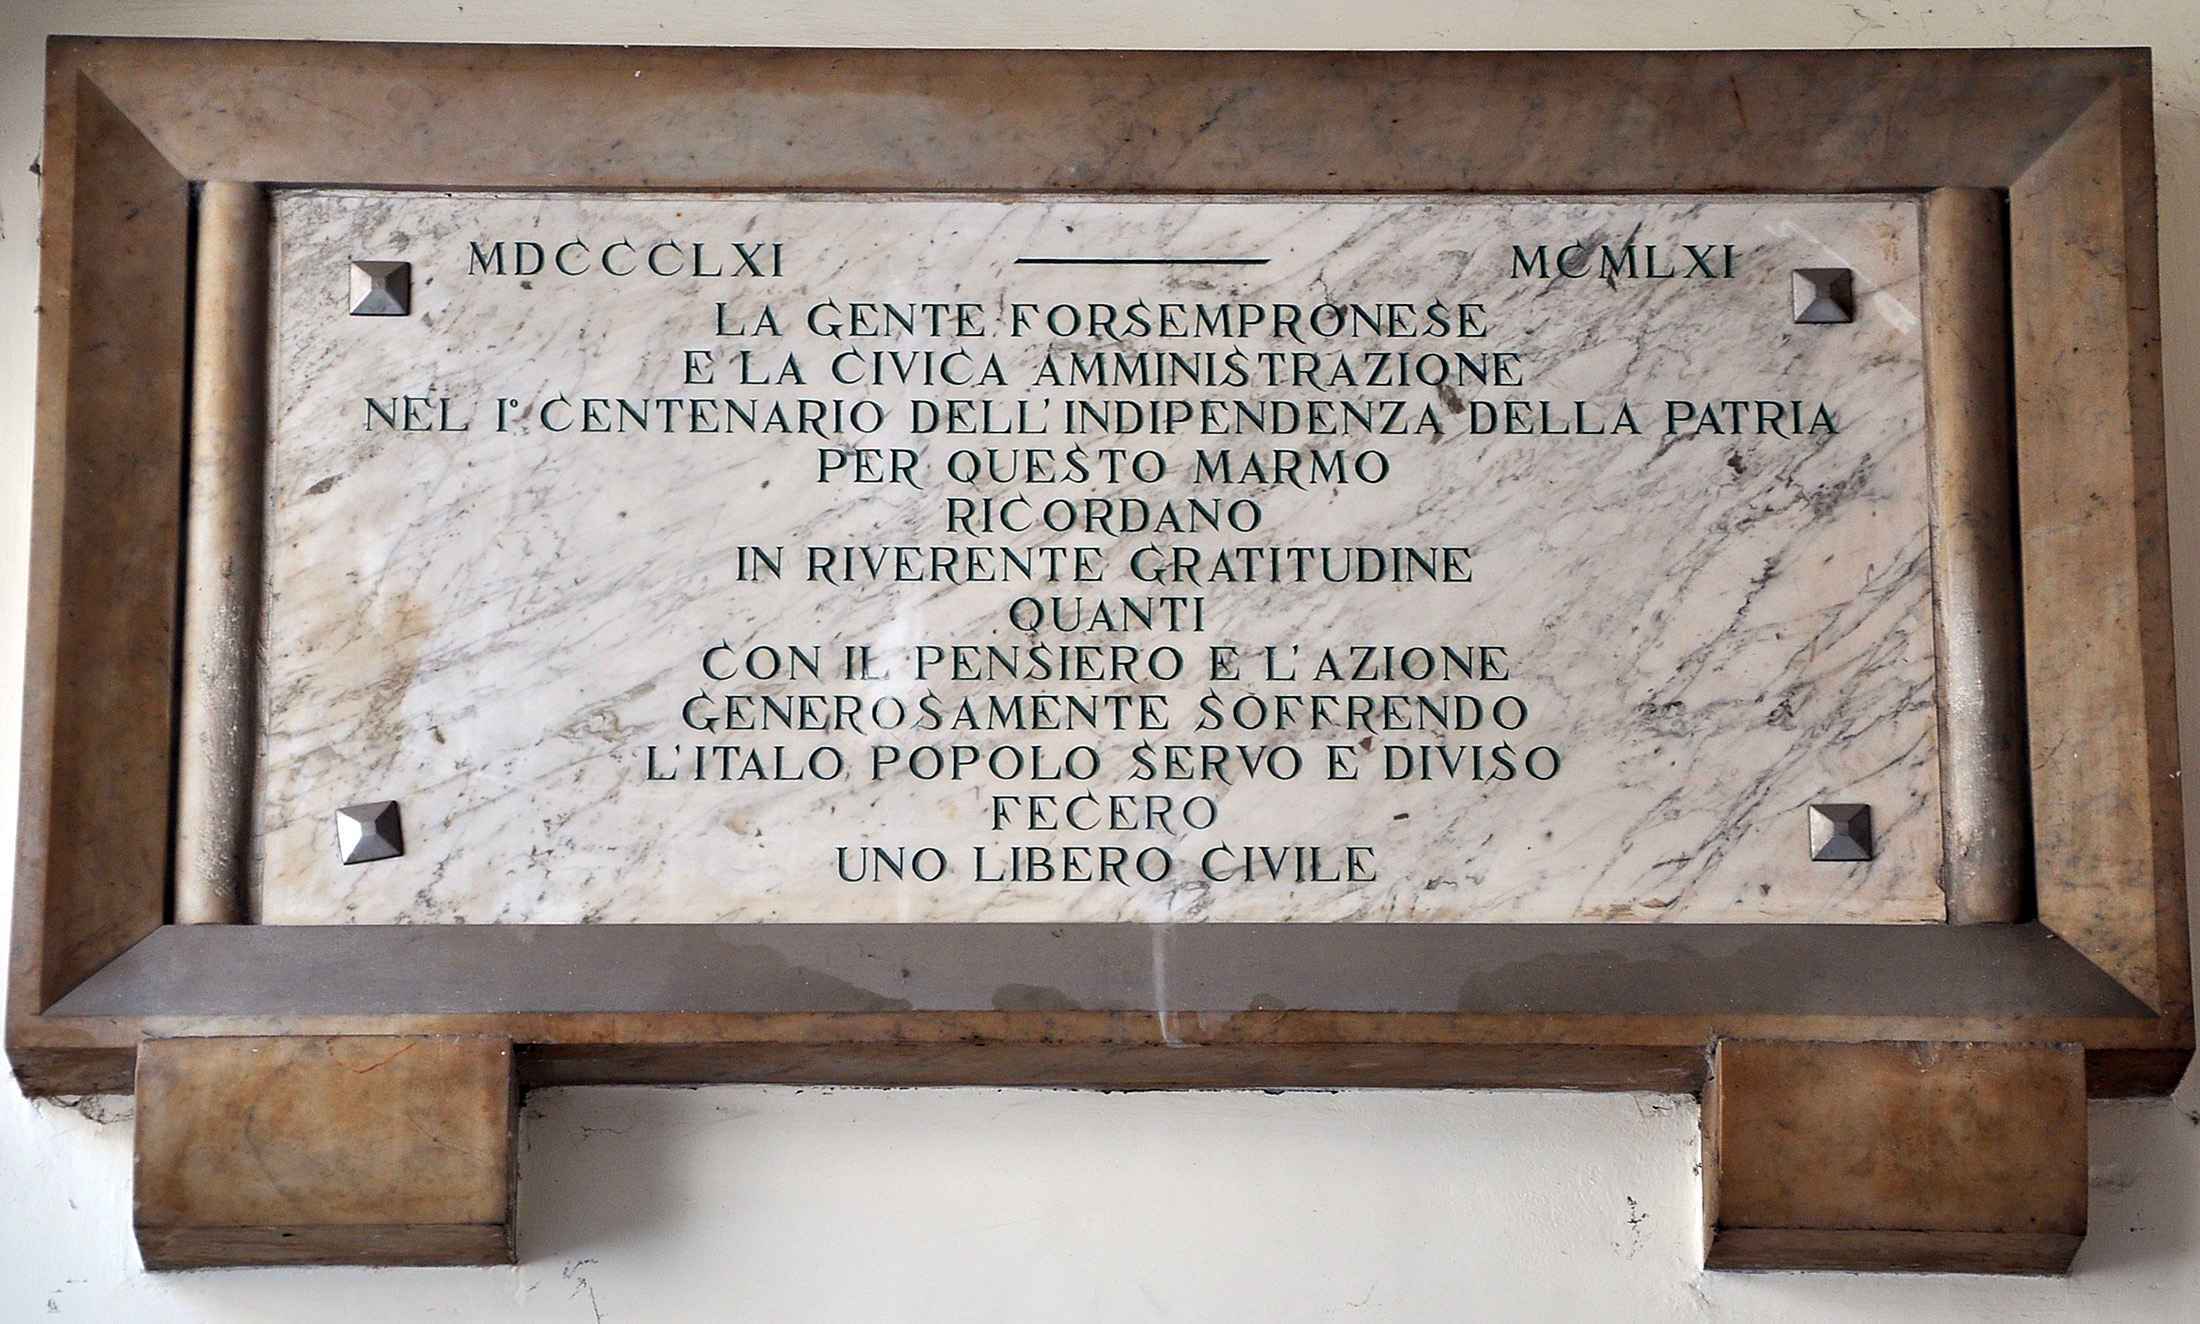 MDCCCLXI — MCMLXI
LA GENTE FORSEMPRONESE
E LA CIVICA AMMINISTRAZIONE
NEL I° CENTENARIO DELL'INDIPENDENZA DELLA PATRIA
PER QUESTO MARMO
RICORDANO
IN RIVERENTE GRATITUDINE
QUANTI
CON IL PENSIERO E L'AZIONE
GENEROSAMENTE SOFFRENDO
L'ITALO POPOLO SERVO E DIVISO
FECERO
UNO LIBERO CIVILE